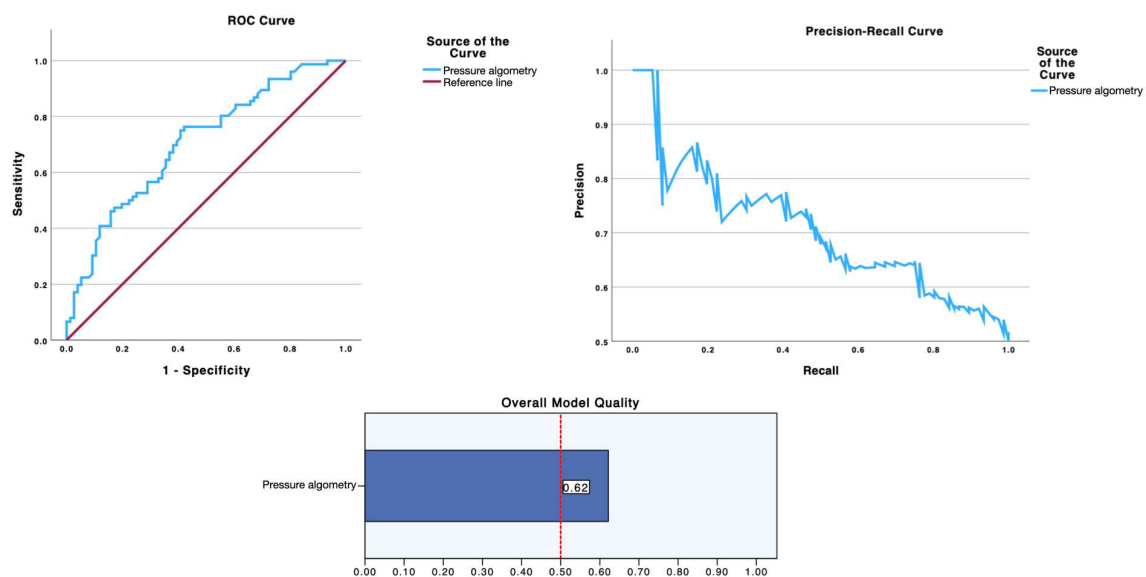 ROC Curve
Source of the
Curve
Pressure algometry
Reference line
Sensitivity
1.0
0.8
0.6
0.4
0.2
0.0
0.0 0.2 0.4 0.6 0.8 1.0
1 - Specificity
Precision-Recall Curve
Source
of the
Curve
Pressure algometry
Precision
1.0
0.9
0.8
0.7
0.6
0.5
0.0 0.2 0.4 0.6 0.8 1.0
Recall
Overall Model Quality
Pressure algometry
0.62
0.00 0.10 0.20 0.30 0.40 0.50 0.60 0.70 0.80 0.90 1.00